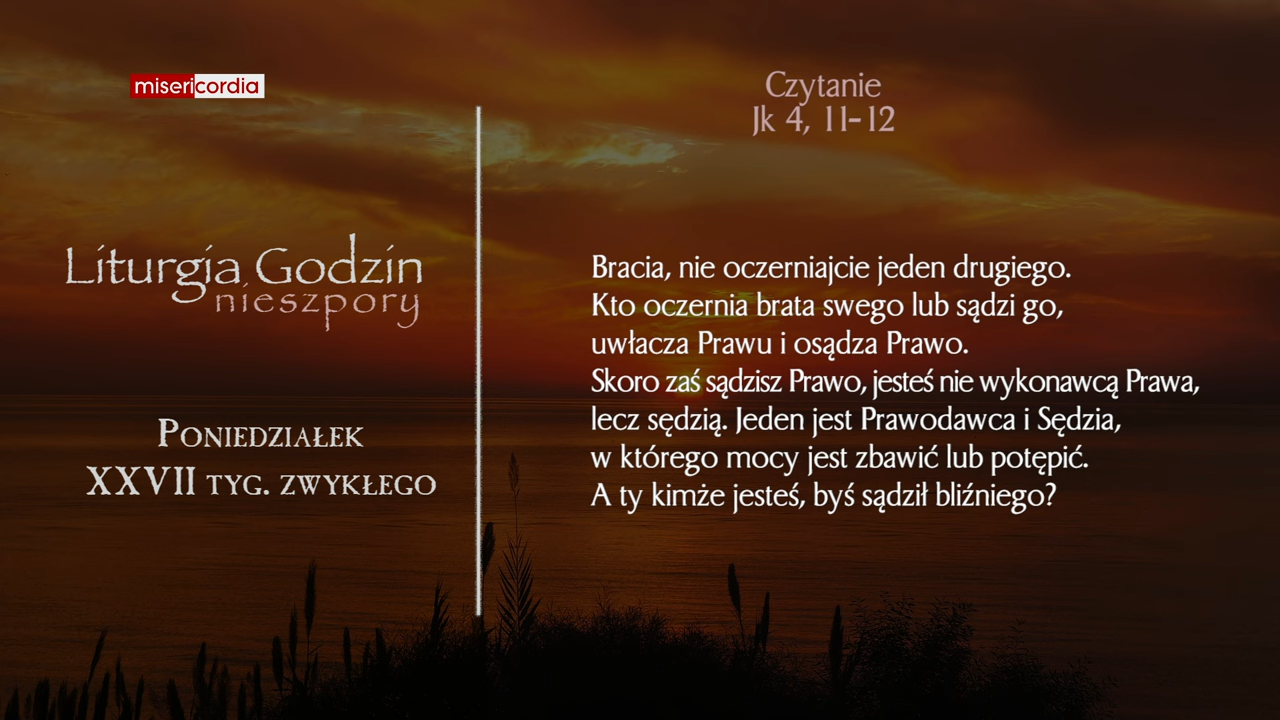 misericordia
Liturgia Godzin
nieszpory
Poniedziałek
XXVII tyg. zwykłego
Czytanie
Jk 4, 11-12
Bracia, nie oczerniajcie jeden drugiego.
Kto oczernia brata swego lub sądzi go,
uwłacza Prawu i osądza Prawo.
Skoro zaś sądzisz Prawo, jesteś nie wykonawcą Prawa,
lecz sędzią. Jeden jest Prawodawca i Sędzia,
w którego mocy jest zbawić lub potępić.
A ty kimże jesteś, byś sądził bliźniego?